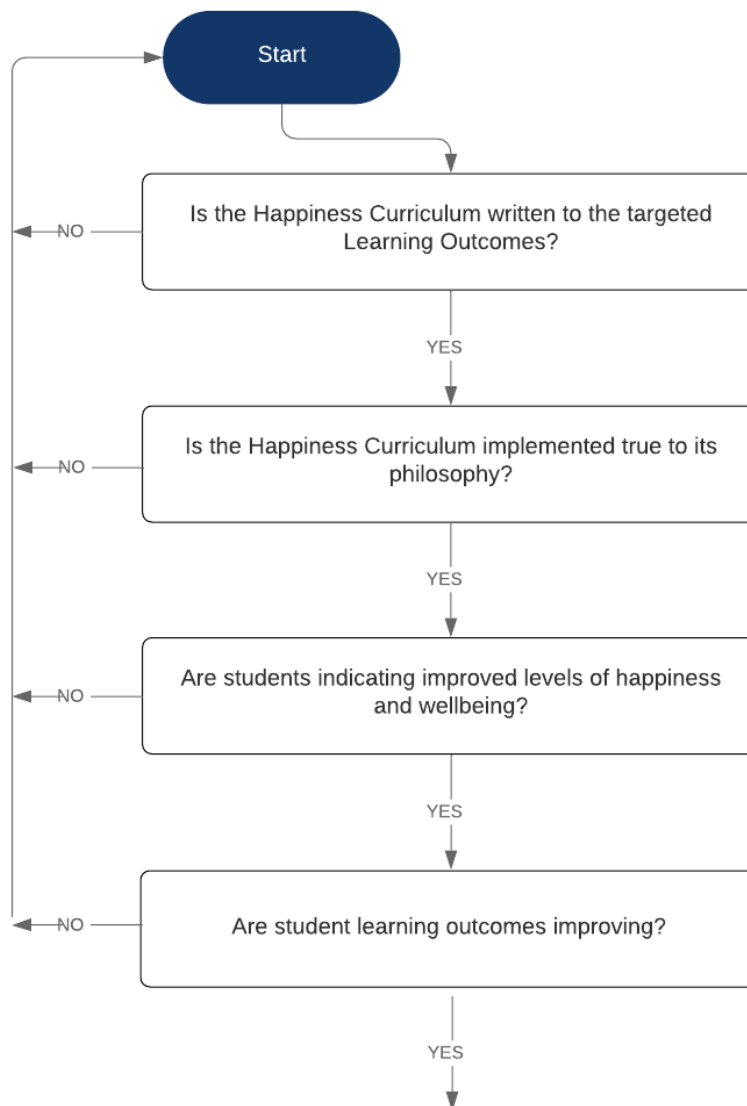 Start
Is the Happiness Curriculum written to the targeted
Learning Outcomes?
NO
YES
Is the Happiness Curriculum implemented true to its
philosophy?
NO
YES
Are students indicating improved levels of happiness
and wellbeing?
NO
YES
Are student learning outcomes improving?
NO
YES